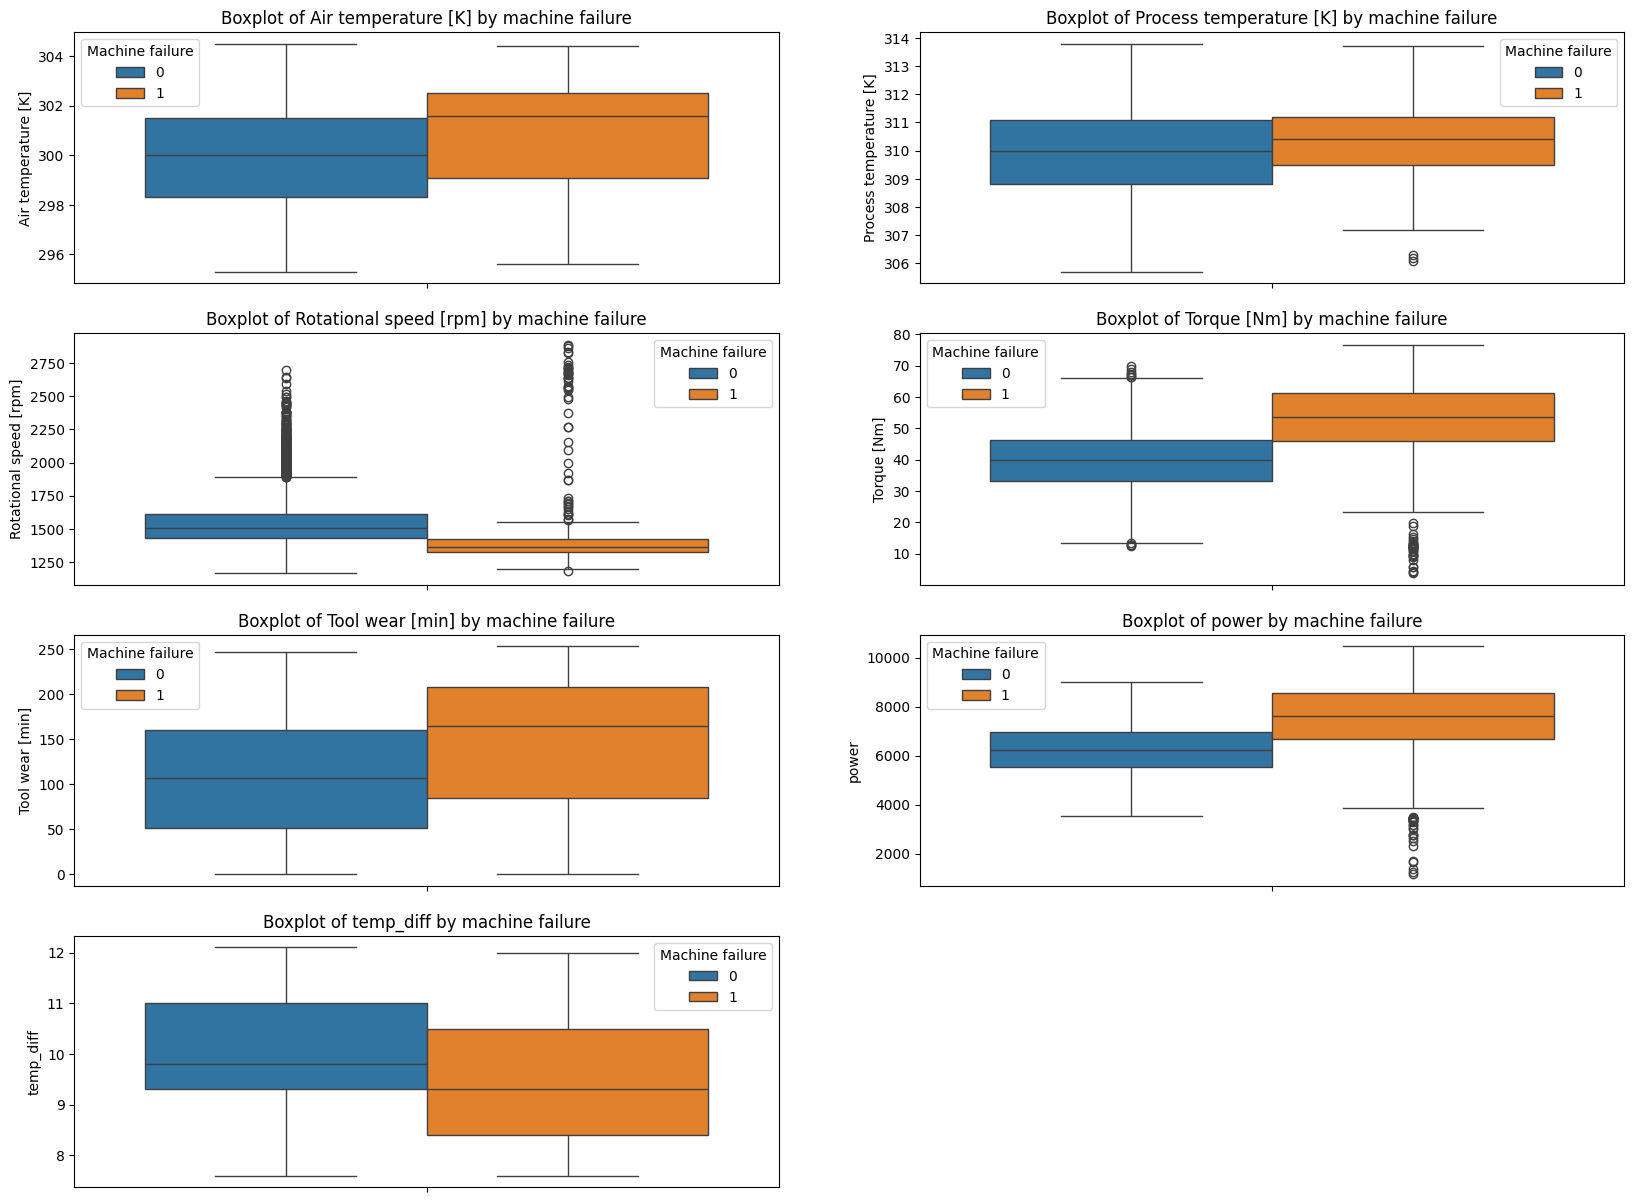 Boxplot of Air temperature [K] by machine failure
Air temperature [K]
304
302
300
298
296
Machine failure
0
1
Boxplot of Process temperature [K] by machine failure
Process temperature [K]
314
313
312
311
310
309
308
307
306
Machine failure
0
1
Boxplot of Rotational speed [rpm] by machine failure
Rotational speed [rpm]
2750
2500
2250
2000
1750
1500
1250
Machine failure
0
1
Boxplot of Torque [Nm] by machine failure
Torque [Nm]
80
70
60
50
40
30
20
10
Machine failure
0
1
Boxplot of Tool wear [min] by machine failure
Tool wear [min]
250
200
150
100
50
0
Machine failure
0
1
Boxplot of power by machine failure
power
10000
8000
6000
4000
2000
Machine failure
0
1
Boxplot of temp_diff by machine failure
temp_diff
12
11
10
9
8
Machine failure
0
1